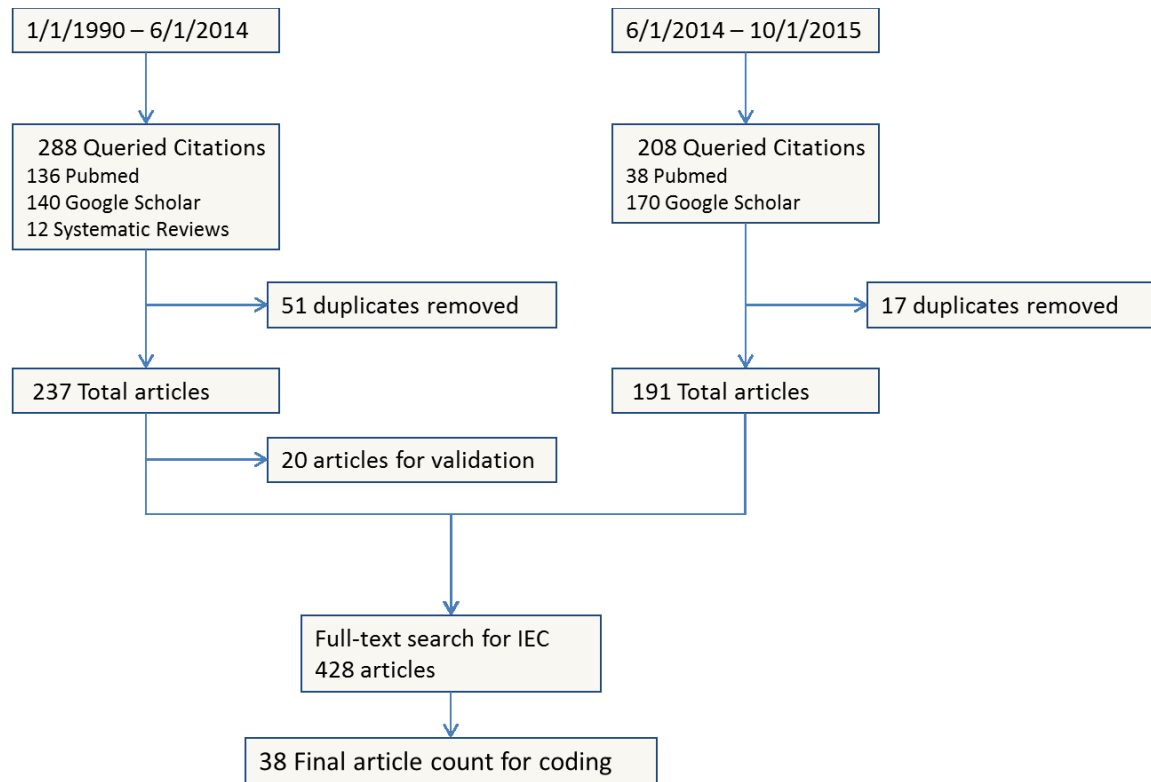 1/1/1990 – 6/1/2014
288 Queried Citations
136 Pubmed
140 Google Scholar
12 Systematic Reviews
51 duplicates removed
237 Total articles
20 articles for validation
6/1/2014 – 10/1/2015
208 Queried Citations
38 Pubmed
170 Google Scholar
17 duplicates removed
191 Total articles
Full-text search for IEC
428 articles
38 Final article count for coding